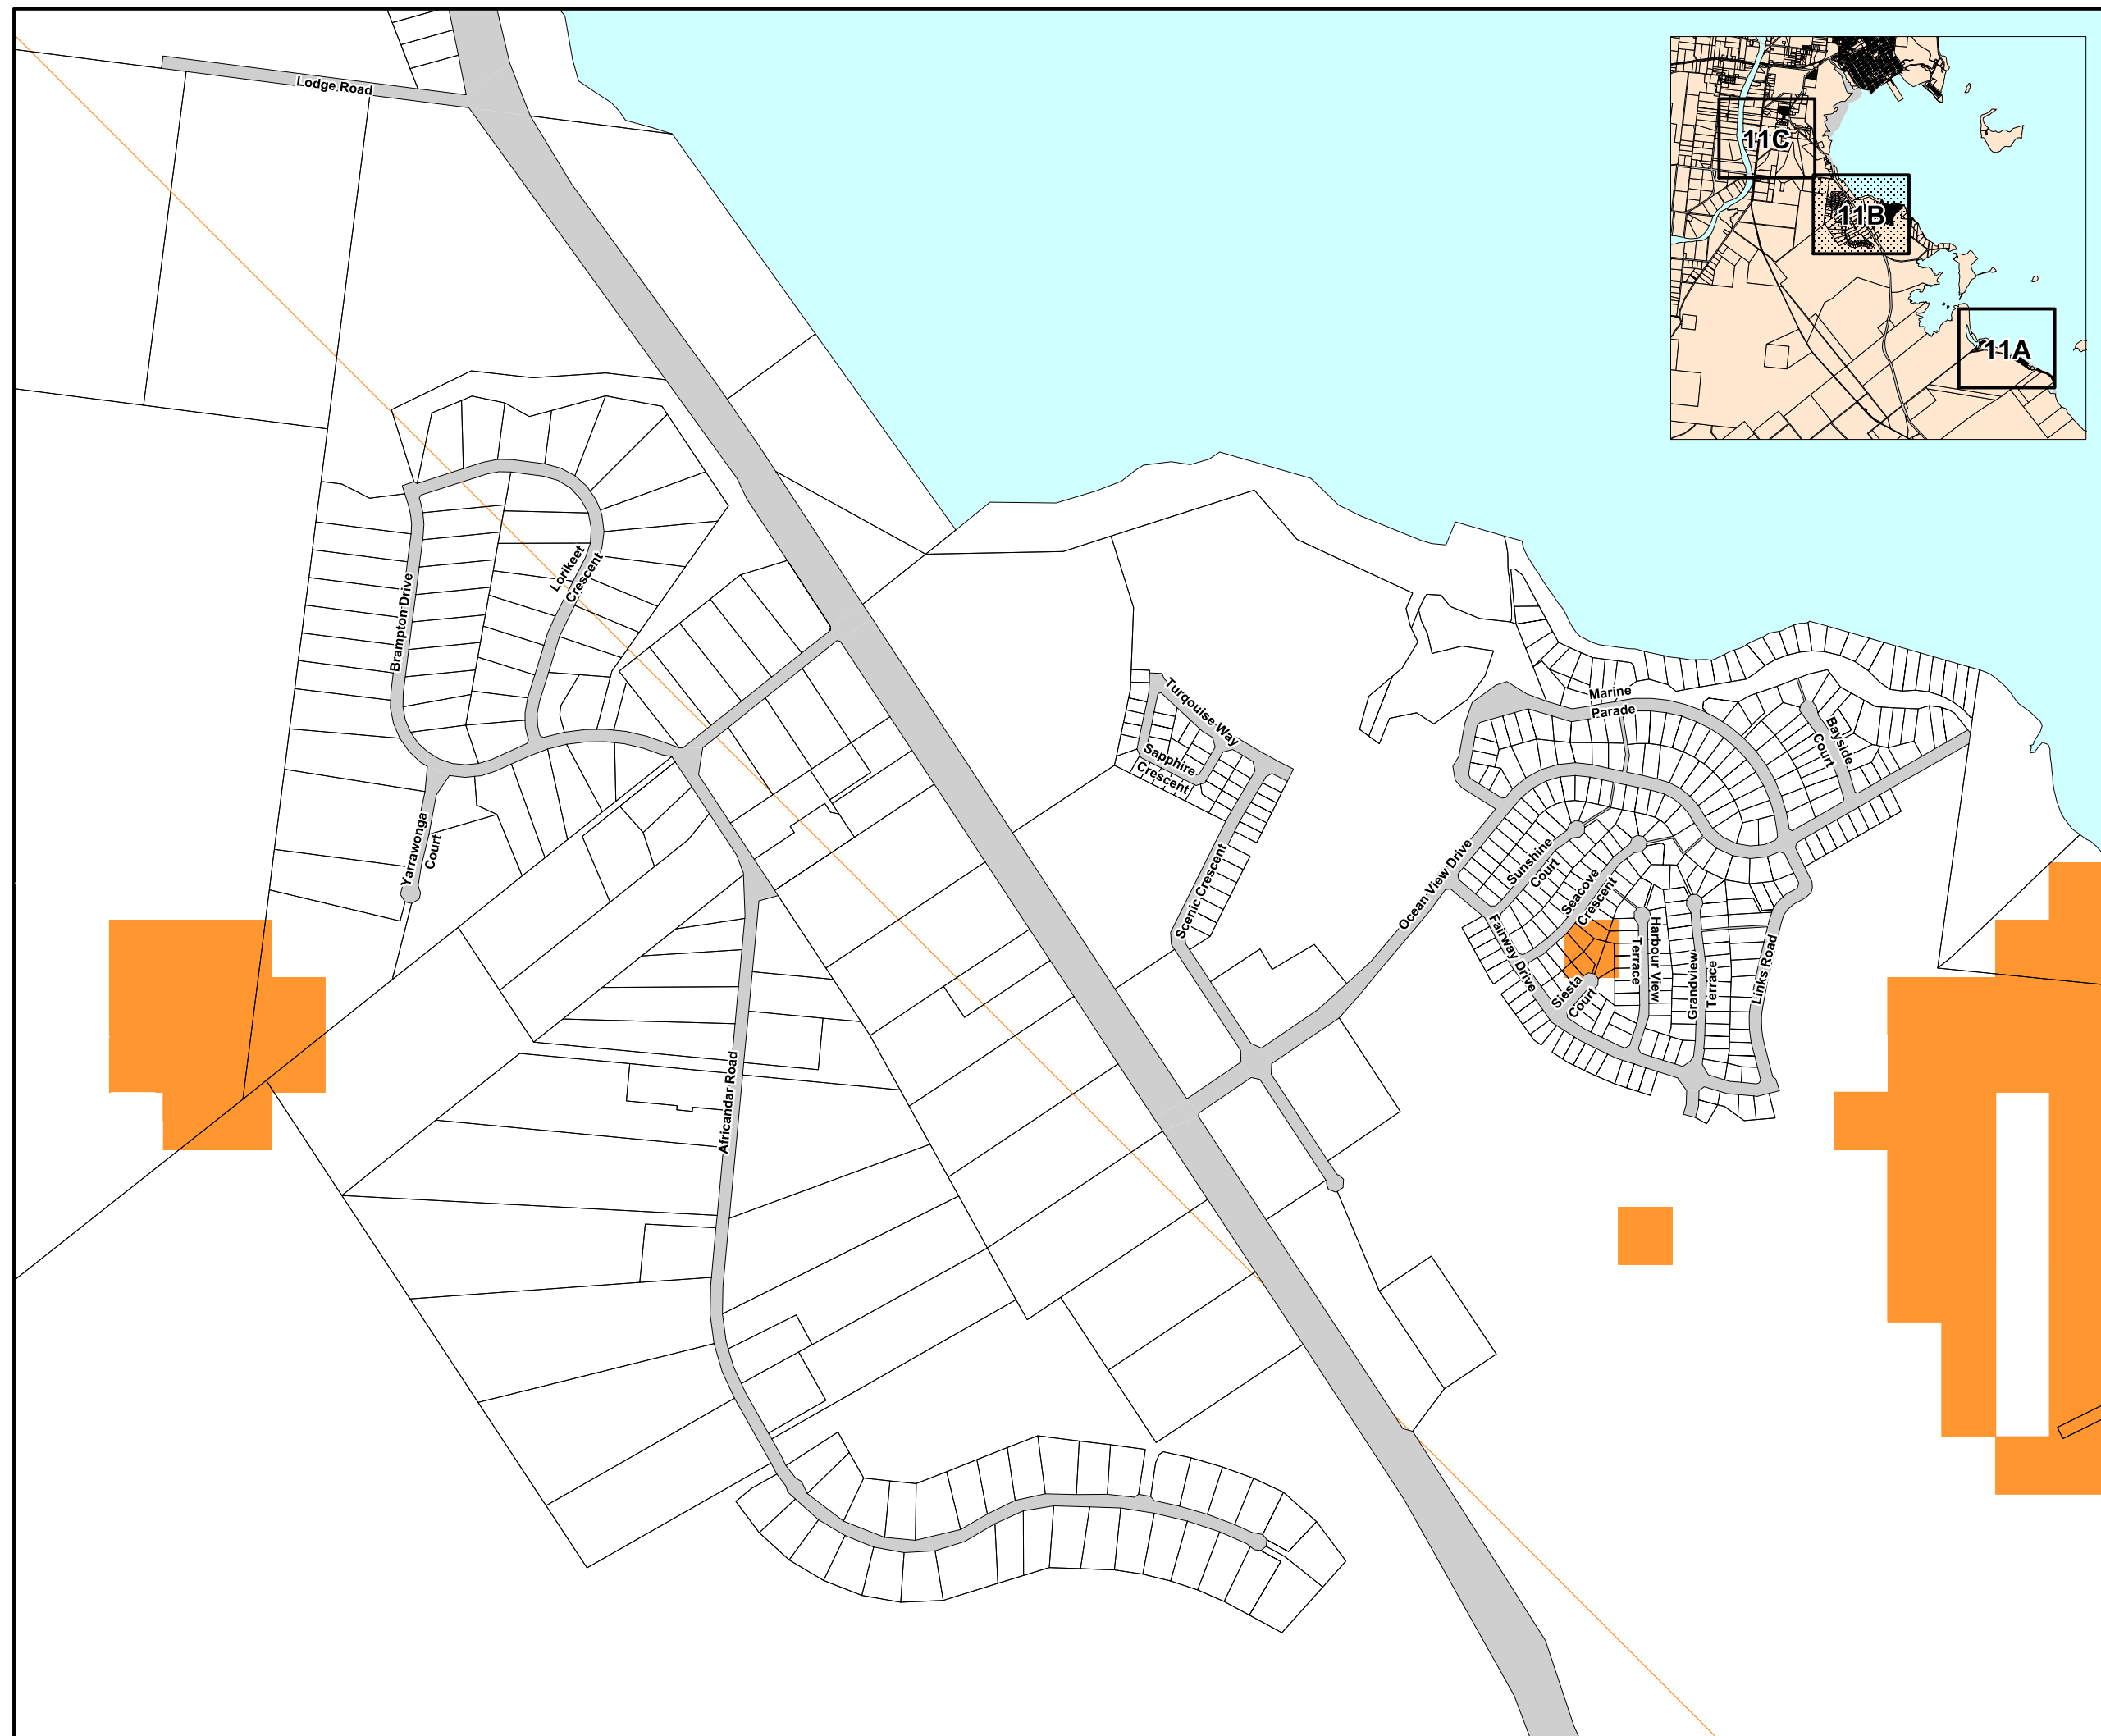 Lodge Road
11C
11B
11A
Lorikeet
Crescent
Brampton Drive
Turqouise Way
Marine
Parade
Bayside
Court
Sapphire
Crescent
Yarrawonga
Court
Ocean View Drive
Sunshine
Court
Seacove
Crescent
Scenic Crescent
Fairway Drive
Harbour View
Terrace
Grandview
Terrace
Links Road
Siesta
Court
Africandar Road